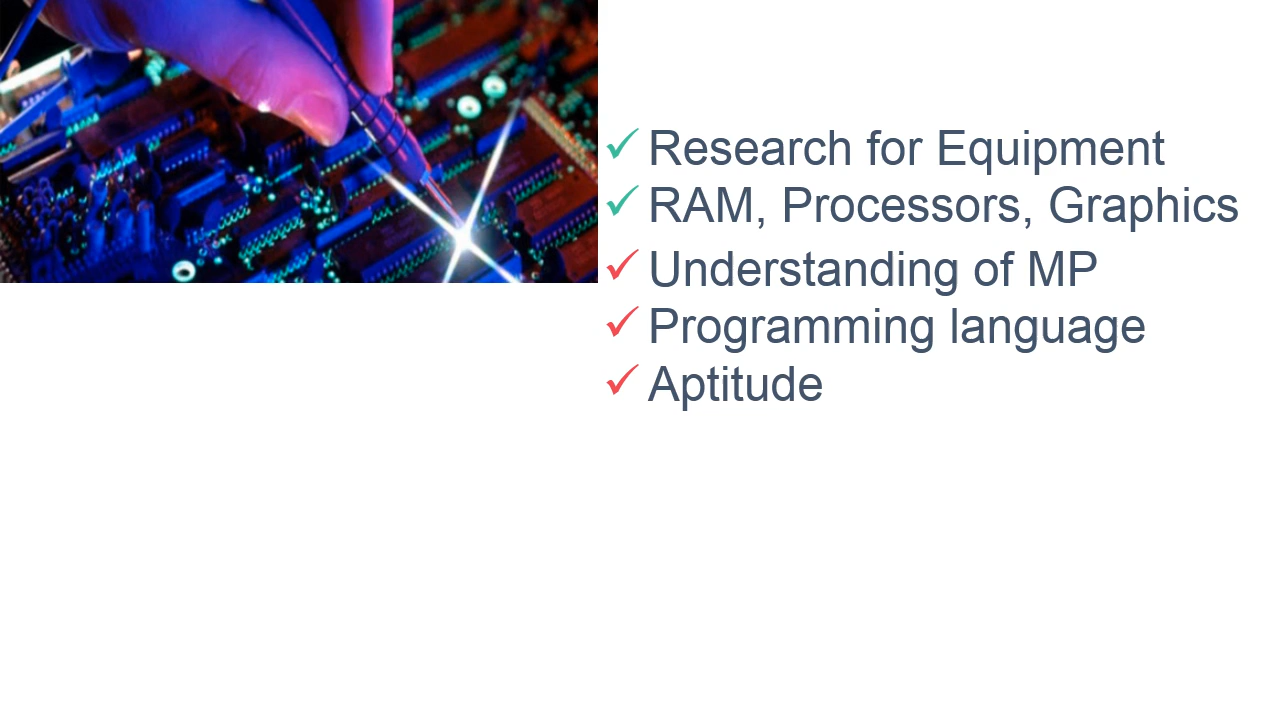 Research for Equipment
RAM, Processors, Graphics
Understanding of MP
Programming language
Aptitude